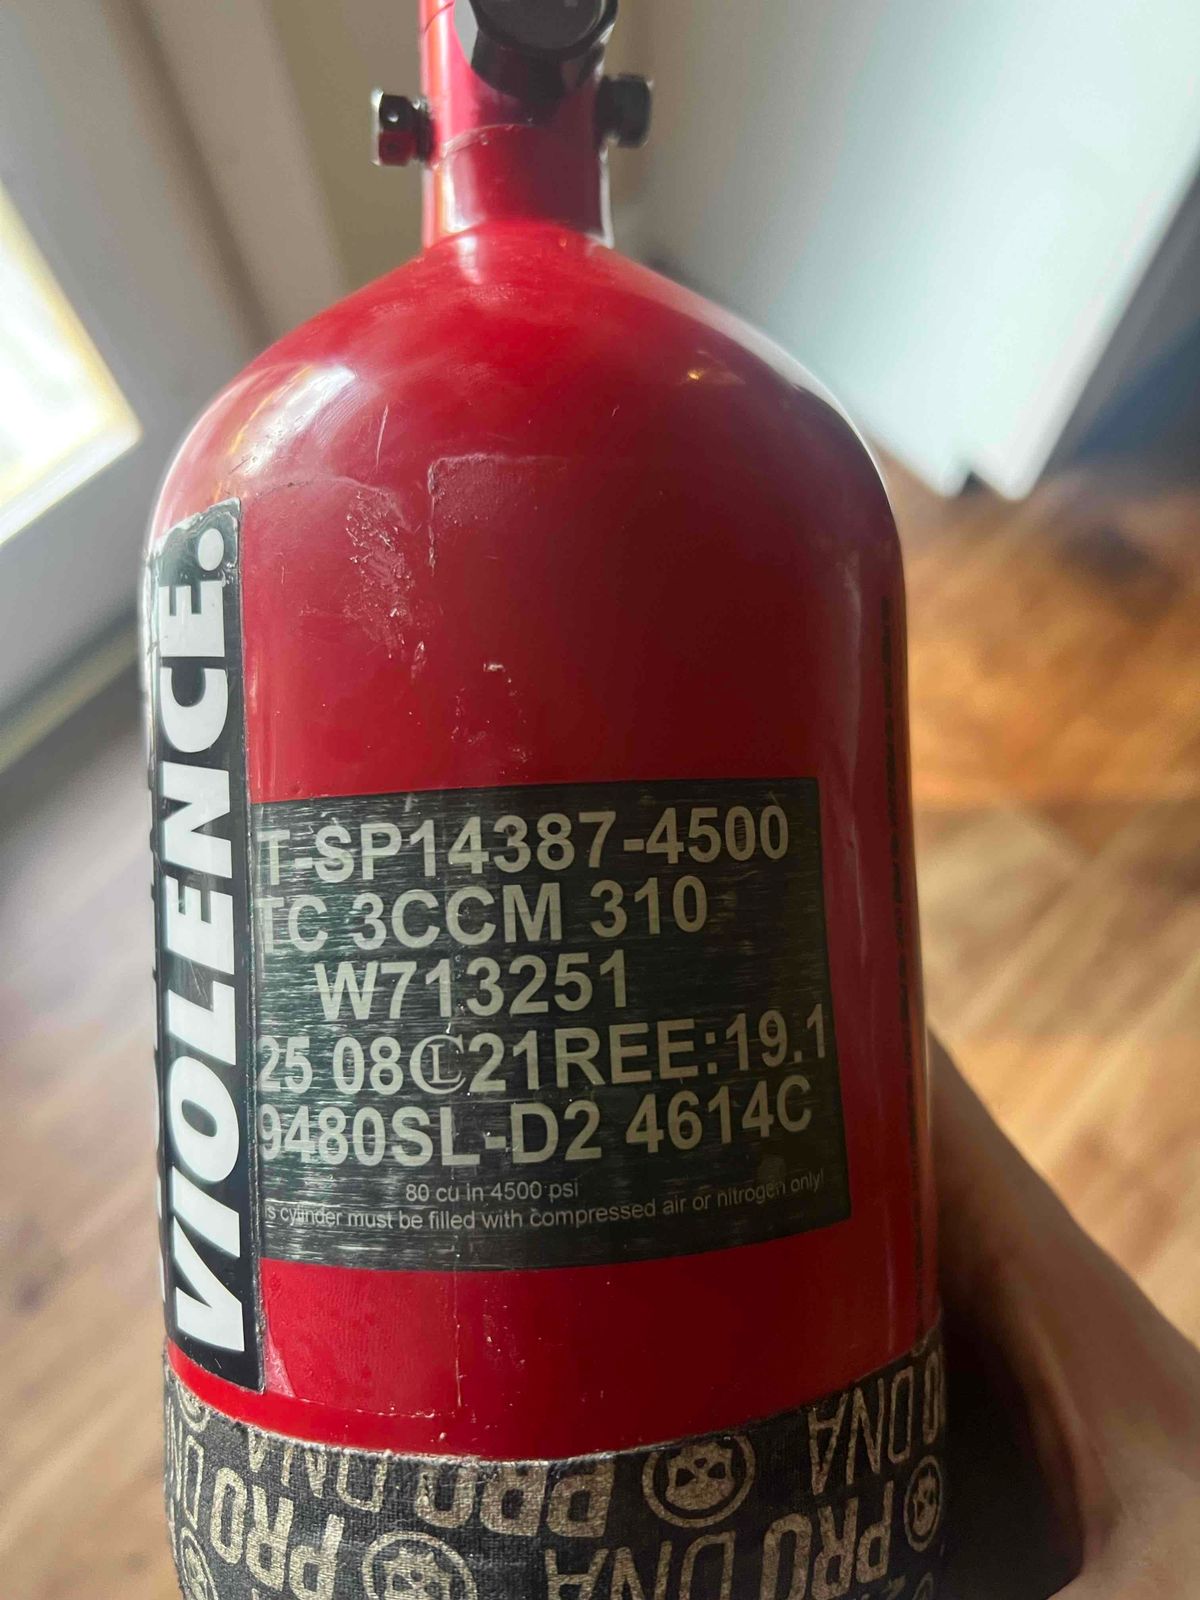 VIOLENCE.
T-SP14387-4500
TC 3CCM 310
W713251
25 08 CL 21REE:19.1
9480SL-D2 4614C
80 cu in 4500 psi
s cylinder must be filled with compressed air or nitrogen only!
PRO DNA
PRO DNA
PRO DNA